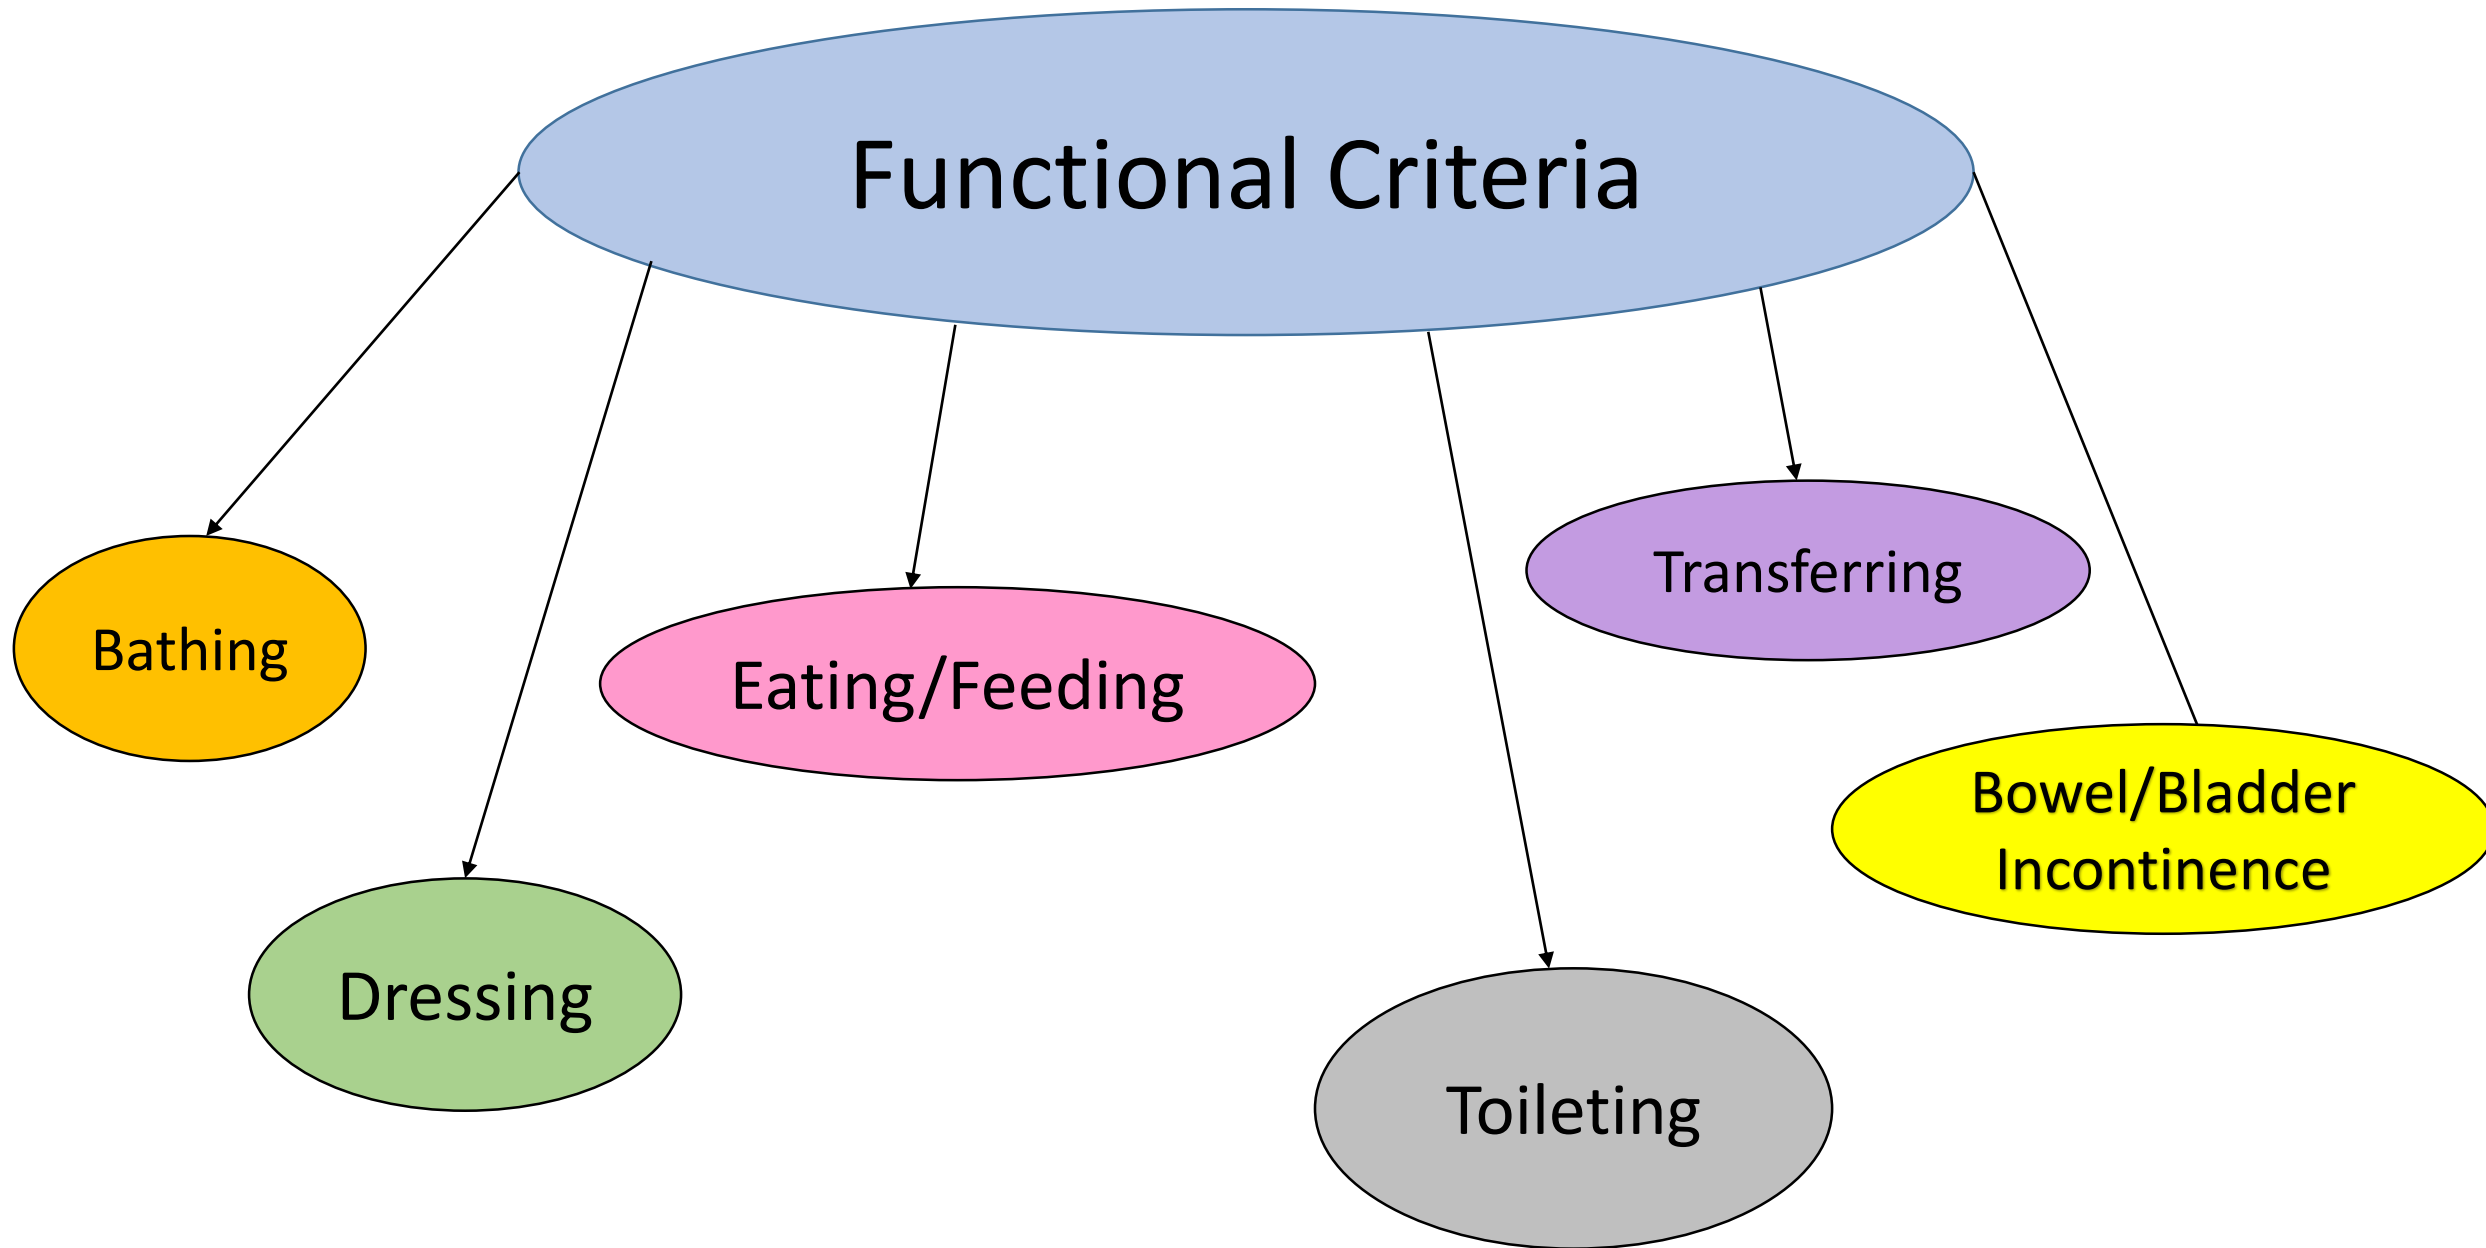 Functional Criteria
Bathing
Dressing
Eating/Feeding
Toileting
Transferring
Bowel/Bladder
Incontinence